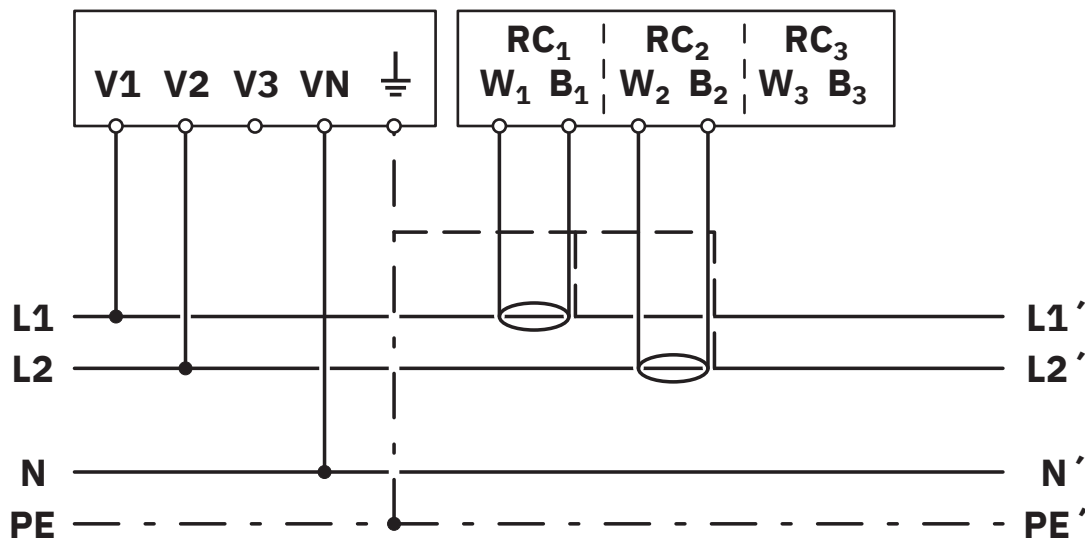 RC₁ RC₂ RC₃
V1 V2 V3 VN W₁ B₁ W₂ B₂ W₃ B₃
L1 L1´
L2 L2´
N N´
PE PE´